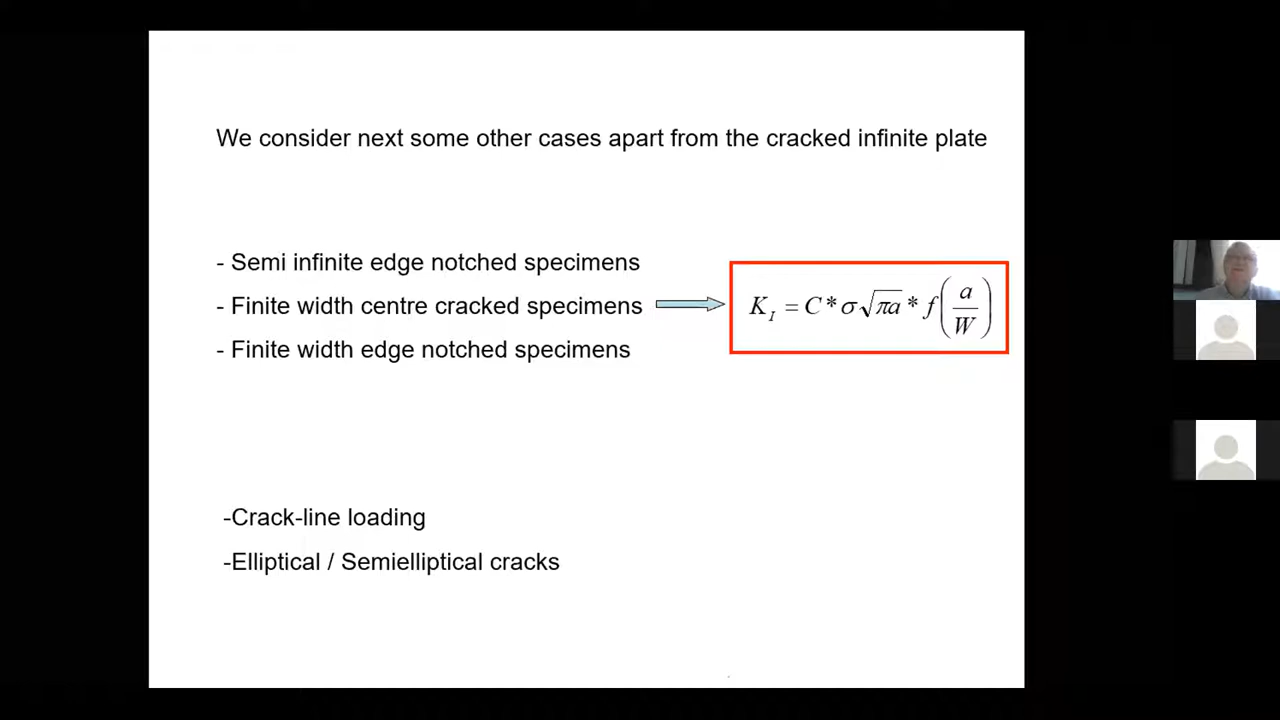 We consider next some other cases apart from the cracked infinite plate
- Semi infinite edge notched specimens
- Finite width centre cracked specimens
K_I = C * σ√πa * f(a/W)
- Finite width edge notched specimens
-Crack-line loading
-Elliptical / Semielliptical cracks